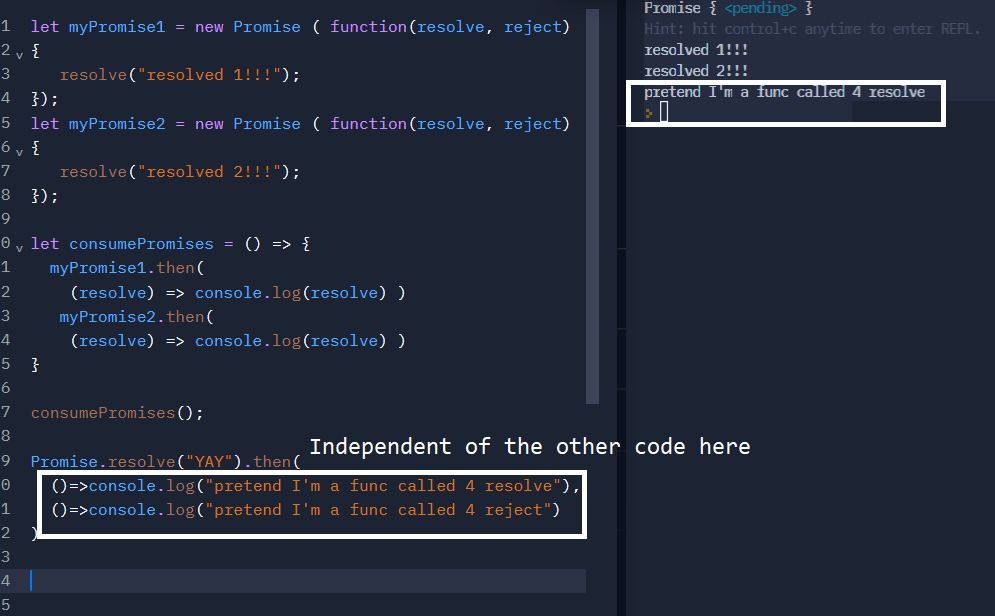 1 let myPromise1 = new Promise ( function(resolve, reject)
2 {
3 resolve("resolved 1!!!");
4 });
5 let myPromise2 = new Promise ( function(resolve, reject)
6 {
7 resolve("resolved 2!!!");
8 });
9
0 let consumePromises = () => {
1 myPromise1.then(
2 (resolve) => console.log(resolve) )
3 myPromise2.then(
4 (resolve) => console.log(resolve) )
5 }
6
7 consumePromises();
8
Independent of the other code here
9 Promise.resolve("YAY").then(
0 ()=>console.log("pretend I'm a func called 4 resolve"),
1 ()=>console.log("pretend I'm a func called 4 reject")
2 )
3
4
5
Promise { <pending> }
Hint: hit control+c anytime to enter REPL.
resolved 1!!!
resolved 2!!!
pretend I'm a func called 4 resolve
>